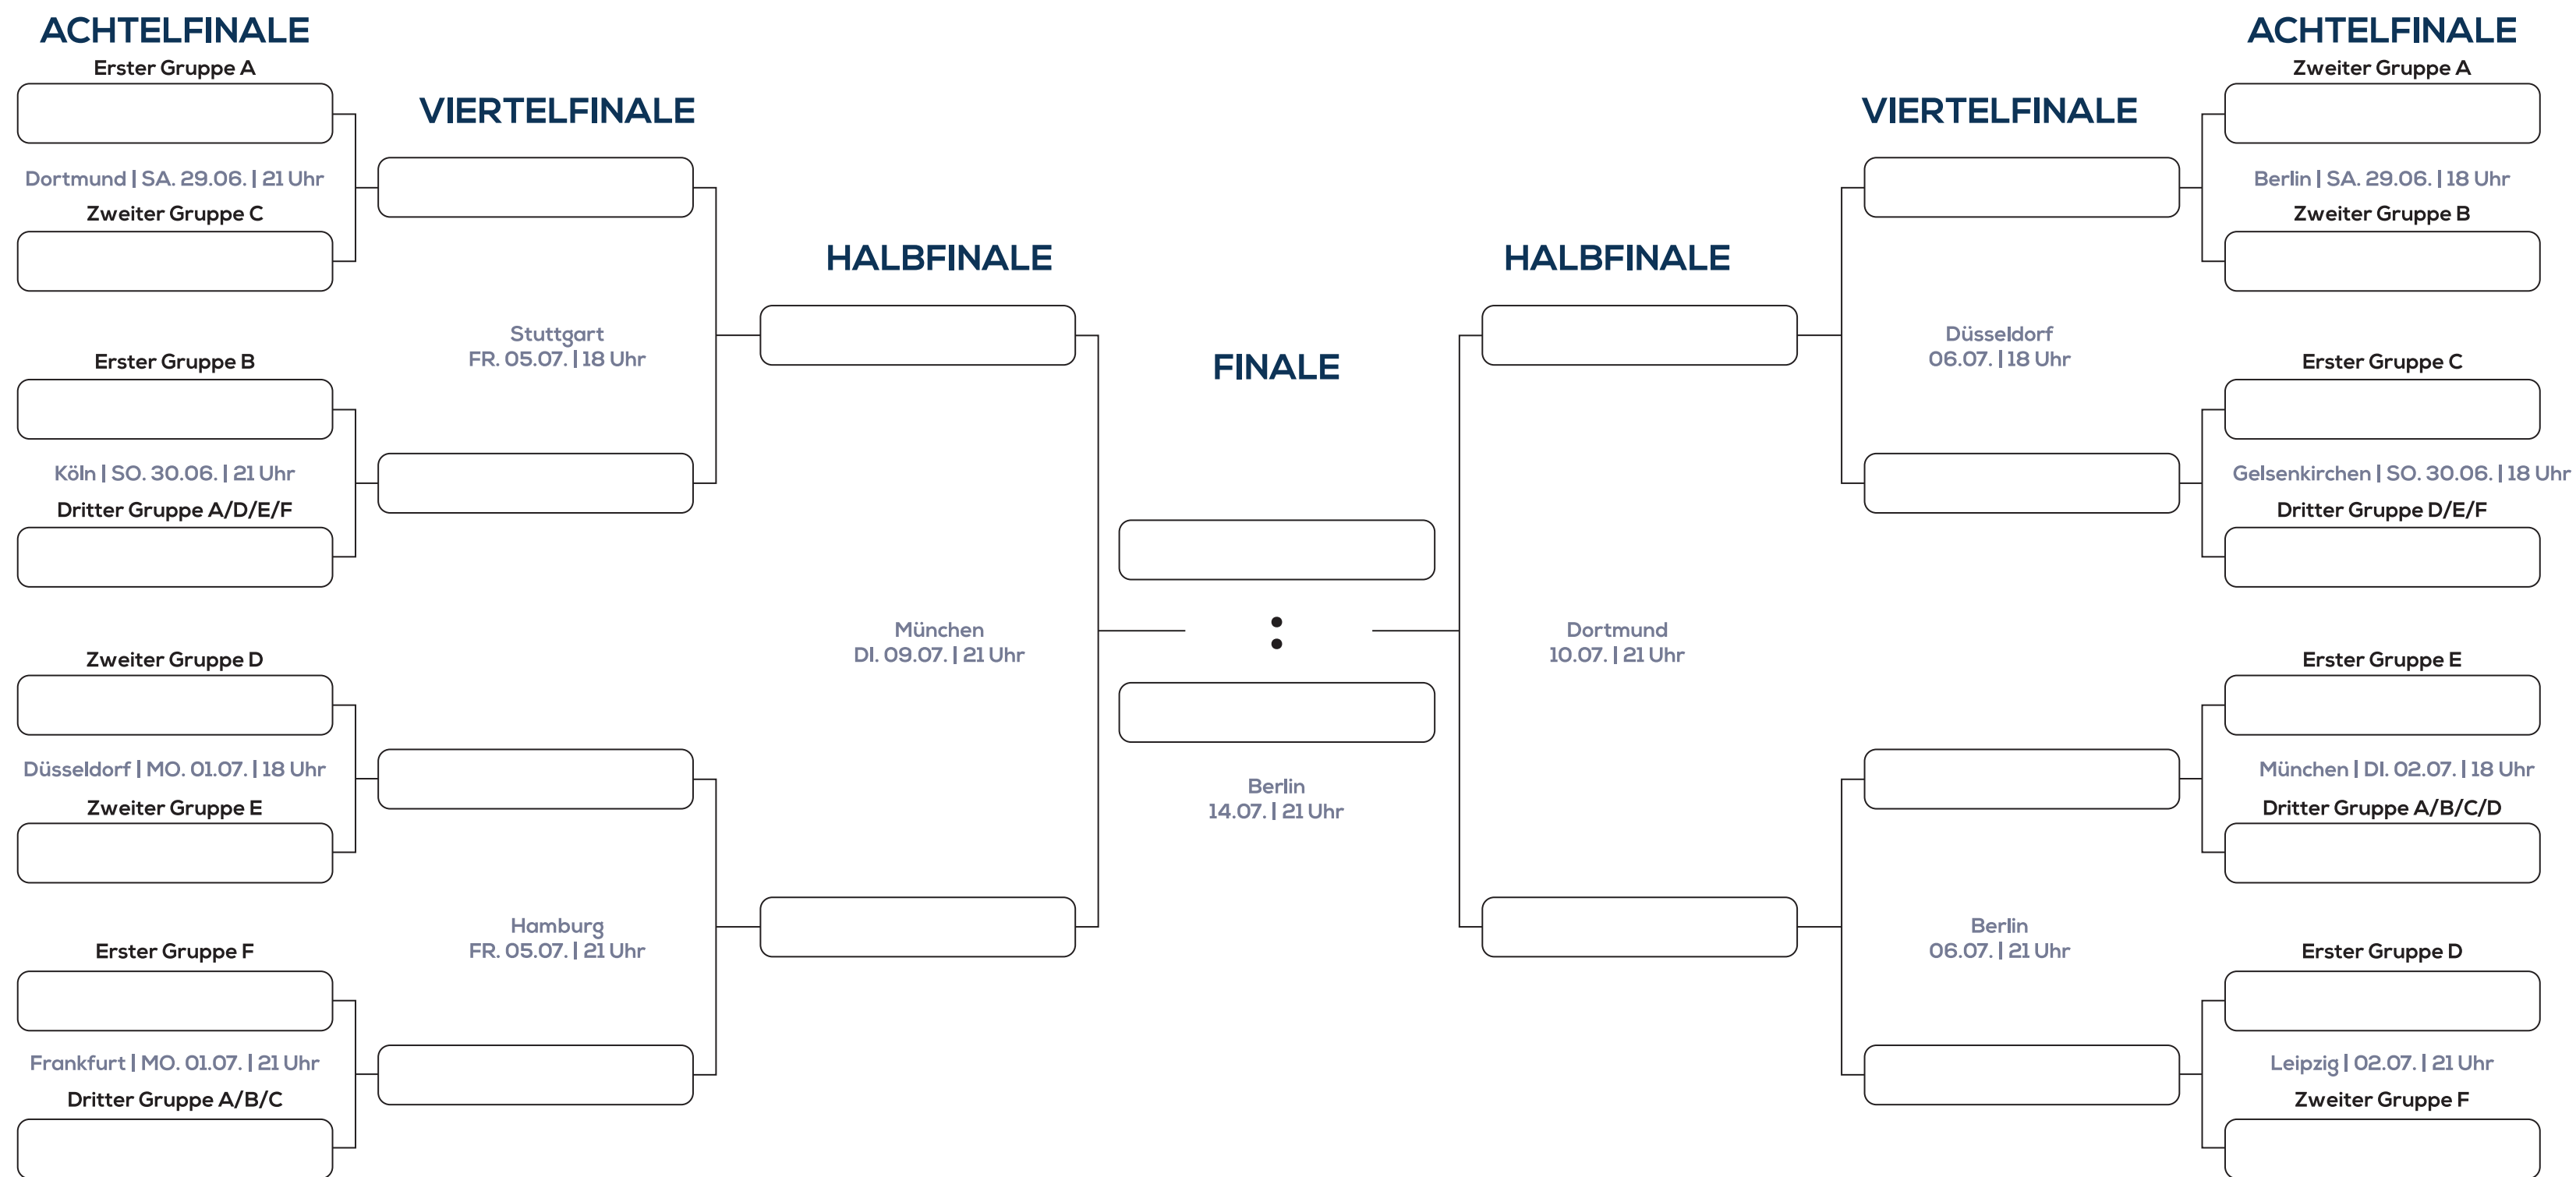 ACHTELFINALE
Erster Gruppe A
Dortmund | SA. 29.06. | 21 Uhr
Zweiter Gruppe C
Erster Gruppe B
Köln | SO. 30.06. | 21 Uhr
Dritter Gruppe A/D/E/F
Zweiter Gruppe D
Düsseldorf | MO. 01.07. | 18 Uhr
Zweiter Gruppe E
Erster Gruppe F
Frankfurt | MO. 01.07. | 21 Uhr
Dritter Gruppe A/B/C
VIERTELFINALE
Stuttgart
FR. 05.07. | 18 Uhr
Hamburg
FR. 05.07. | 21 Uhr
HALBFINALE
München
DI. 09.07. | 21 Uhr
FINALE
:
Berlin
14.07. | 21 Uhr
HALBFINALE
Dortmund
10.07. | 21 Uhr
VIERTELFINALE
Düsseldorf
06.07. | 18 Uhr
Berlin
06.07. | 21 Uhr
ACHTELFINALE
Zweiter Gruppe A
Berlin | SA. 29.06. | 18 Uhr
Zweiter Gruppe B
Erster Gruppe C
Gelsenkirchen | SO. 30.06. | 18 Uhr
Dritter Gruppe D/E/F
Erster Gruppe E
München | DI. 02.07. | 18 Uhr
Dritter Gruppe A/B/C/D
Erster Gruppe D
Leipzig | 02.07. | 21 Uhr
Zweiter Gruppe F